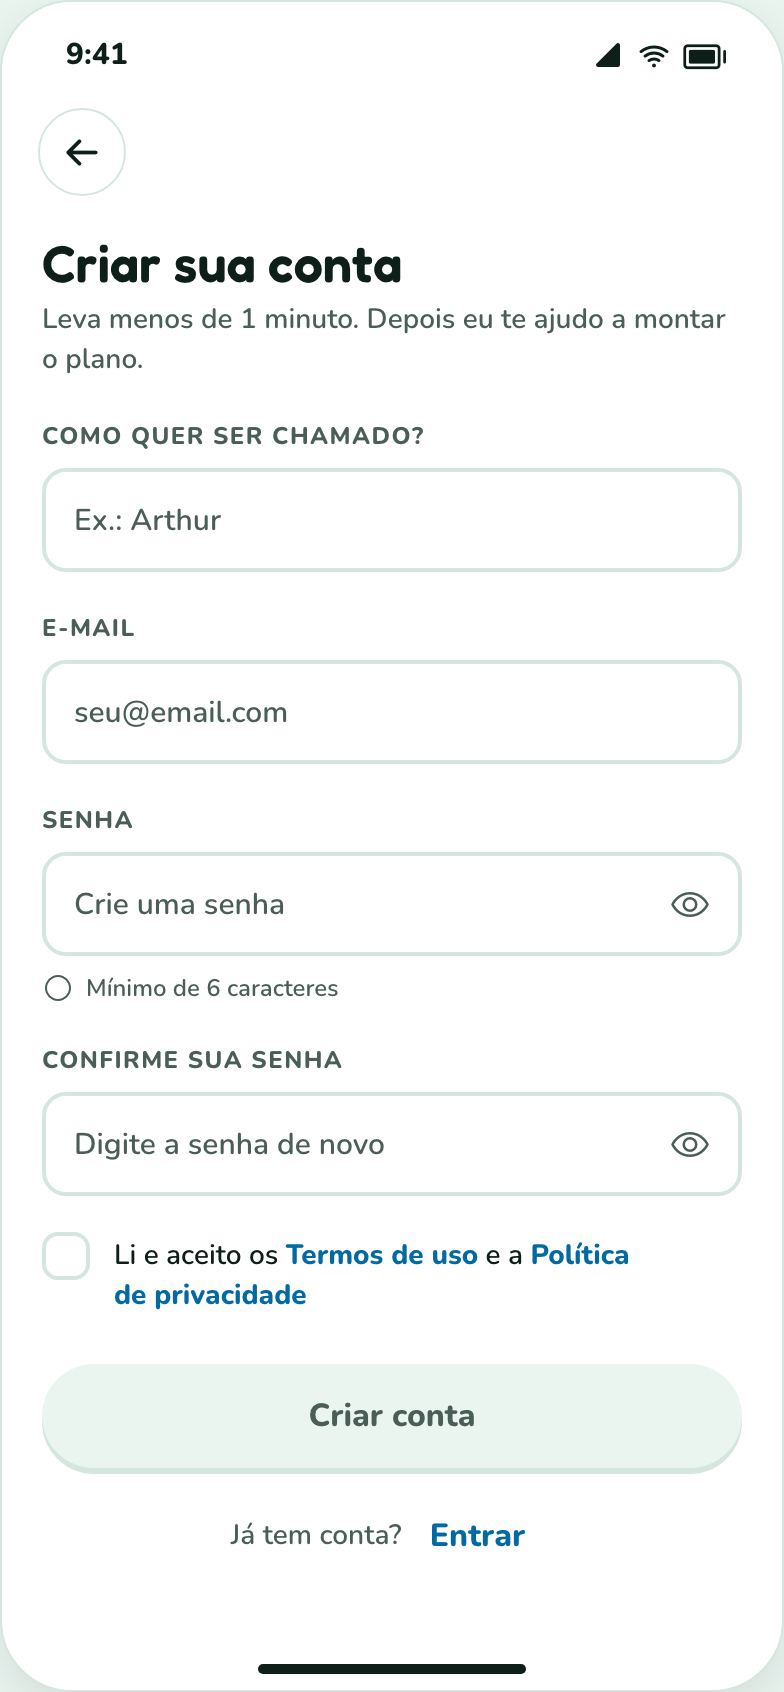 9:41
Criar sua conta
Leva menos de 1 minuto. Depois eu te ajudo a montar
o plano.
COMO QUER SER CHAMADO?
Ex.: Arthur
E-MAIL
seu@email.com
SENHA
Crie uma senha
Mínimo de 6 caracteres
CONFIRME SUA SENHA
Digite a senha de novo
Li e aceito os Termos de uso e a Política
de privacidade
Criar conta
Já tem conta? Entrar